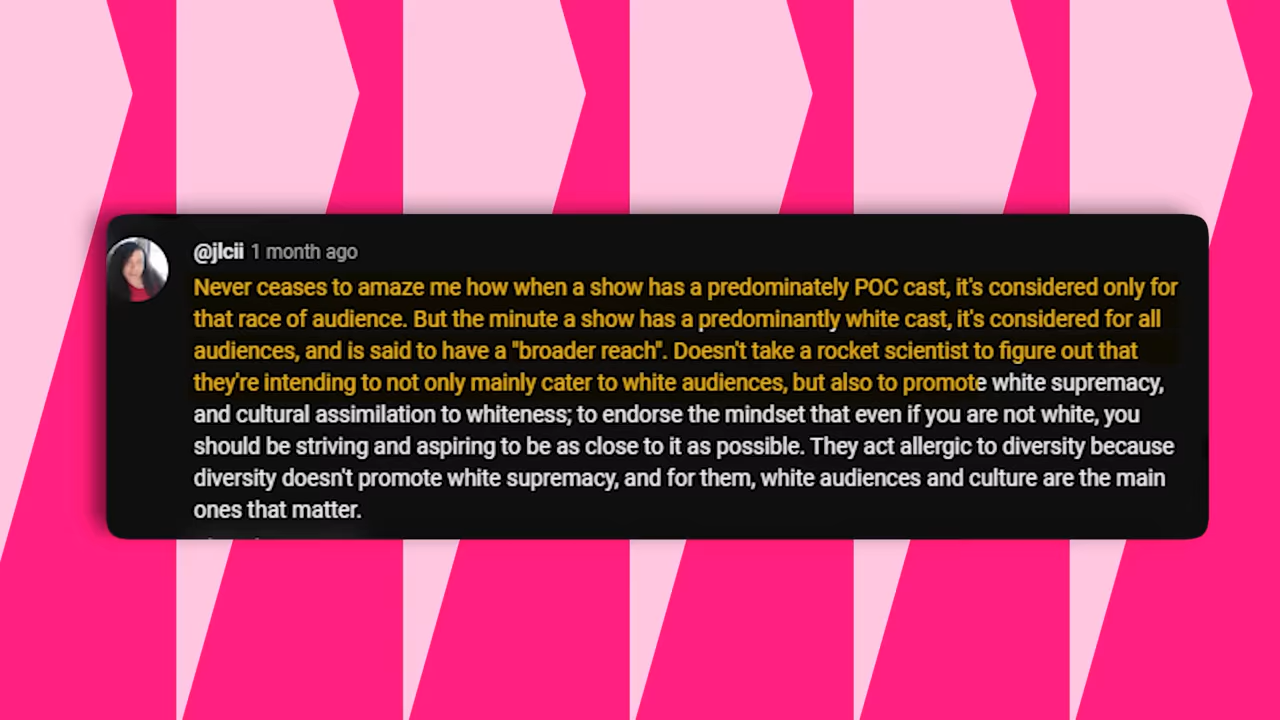 @jlcii 1 month ago
Never ceases to amaze me how when a show has a predominately POC cast, it's considered only for
that race of audience. But the minute a show has a predominantly white cast, it's considered for all
audiences, and is said to have a "broader reach". Doesn't take a rocket scientist to figure out that
they're intending to not only mainly cater to white audiences, but also to promote white supremacy,
and cultural assimilation to whiteness; to endorse the mindset that even if you are not white, you
should be striving and aspiring to be as close to it as possible. They act allergic to diversity because
diversity doesn't promote white supremacy, and for them, white audiences and culture are the main
ones that matter.